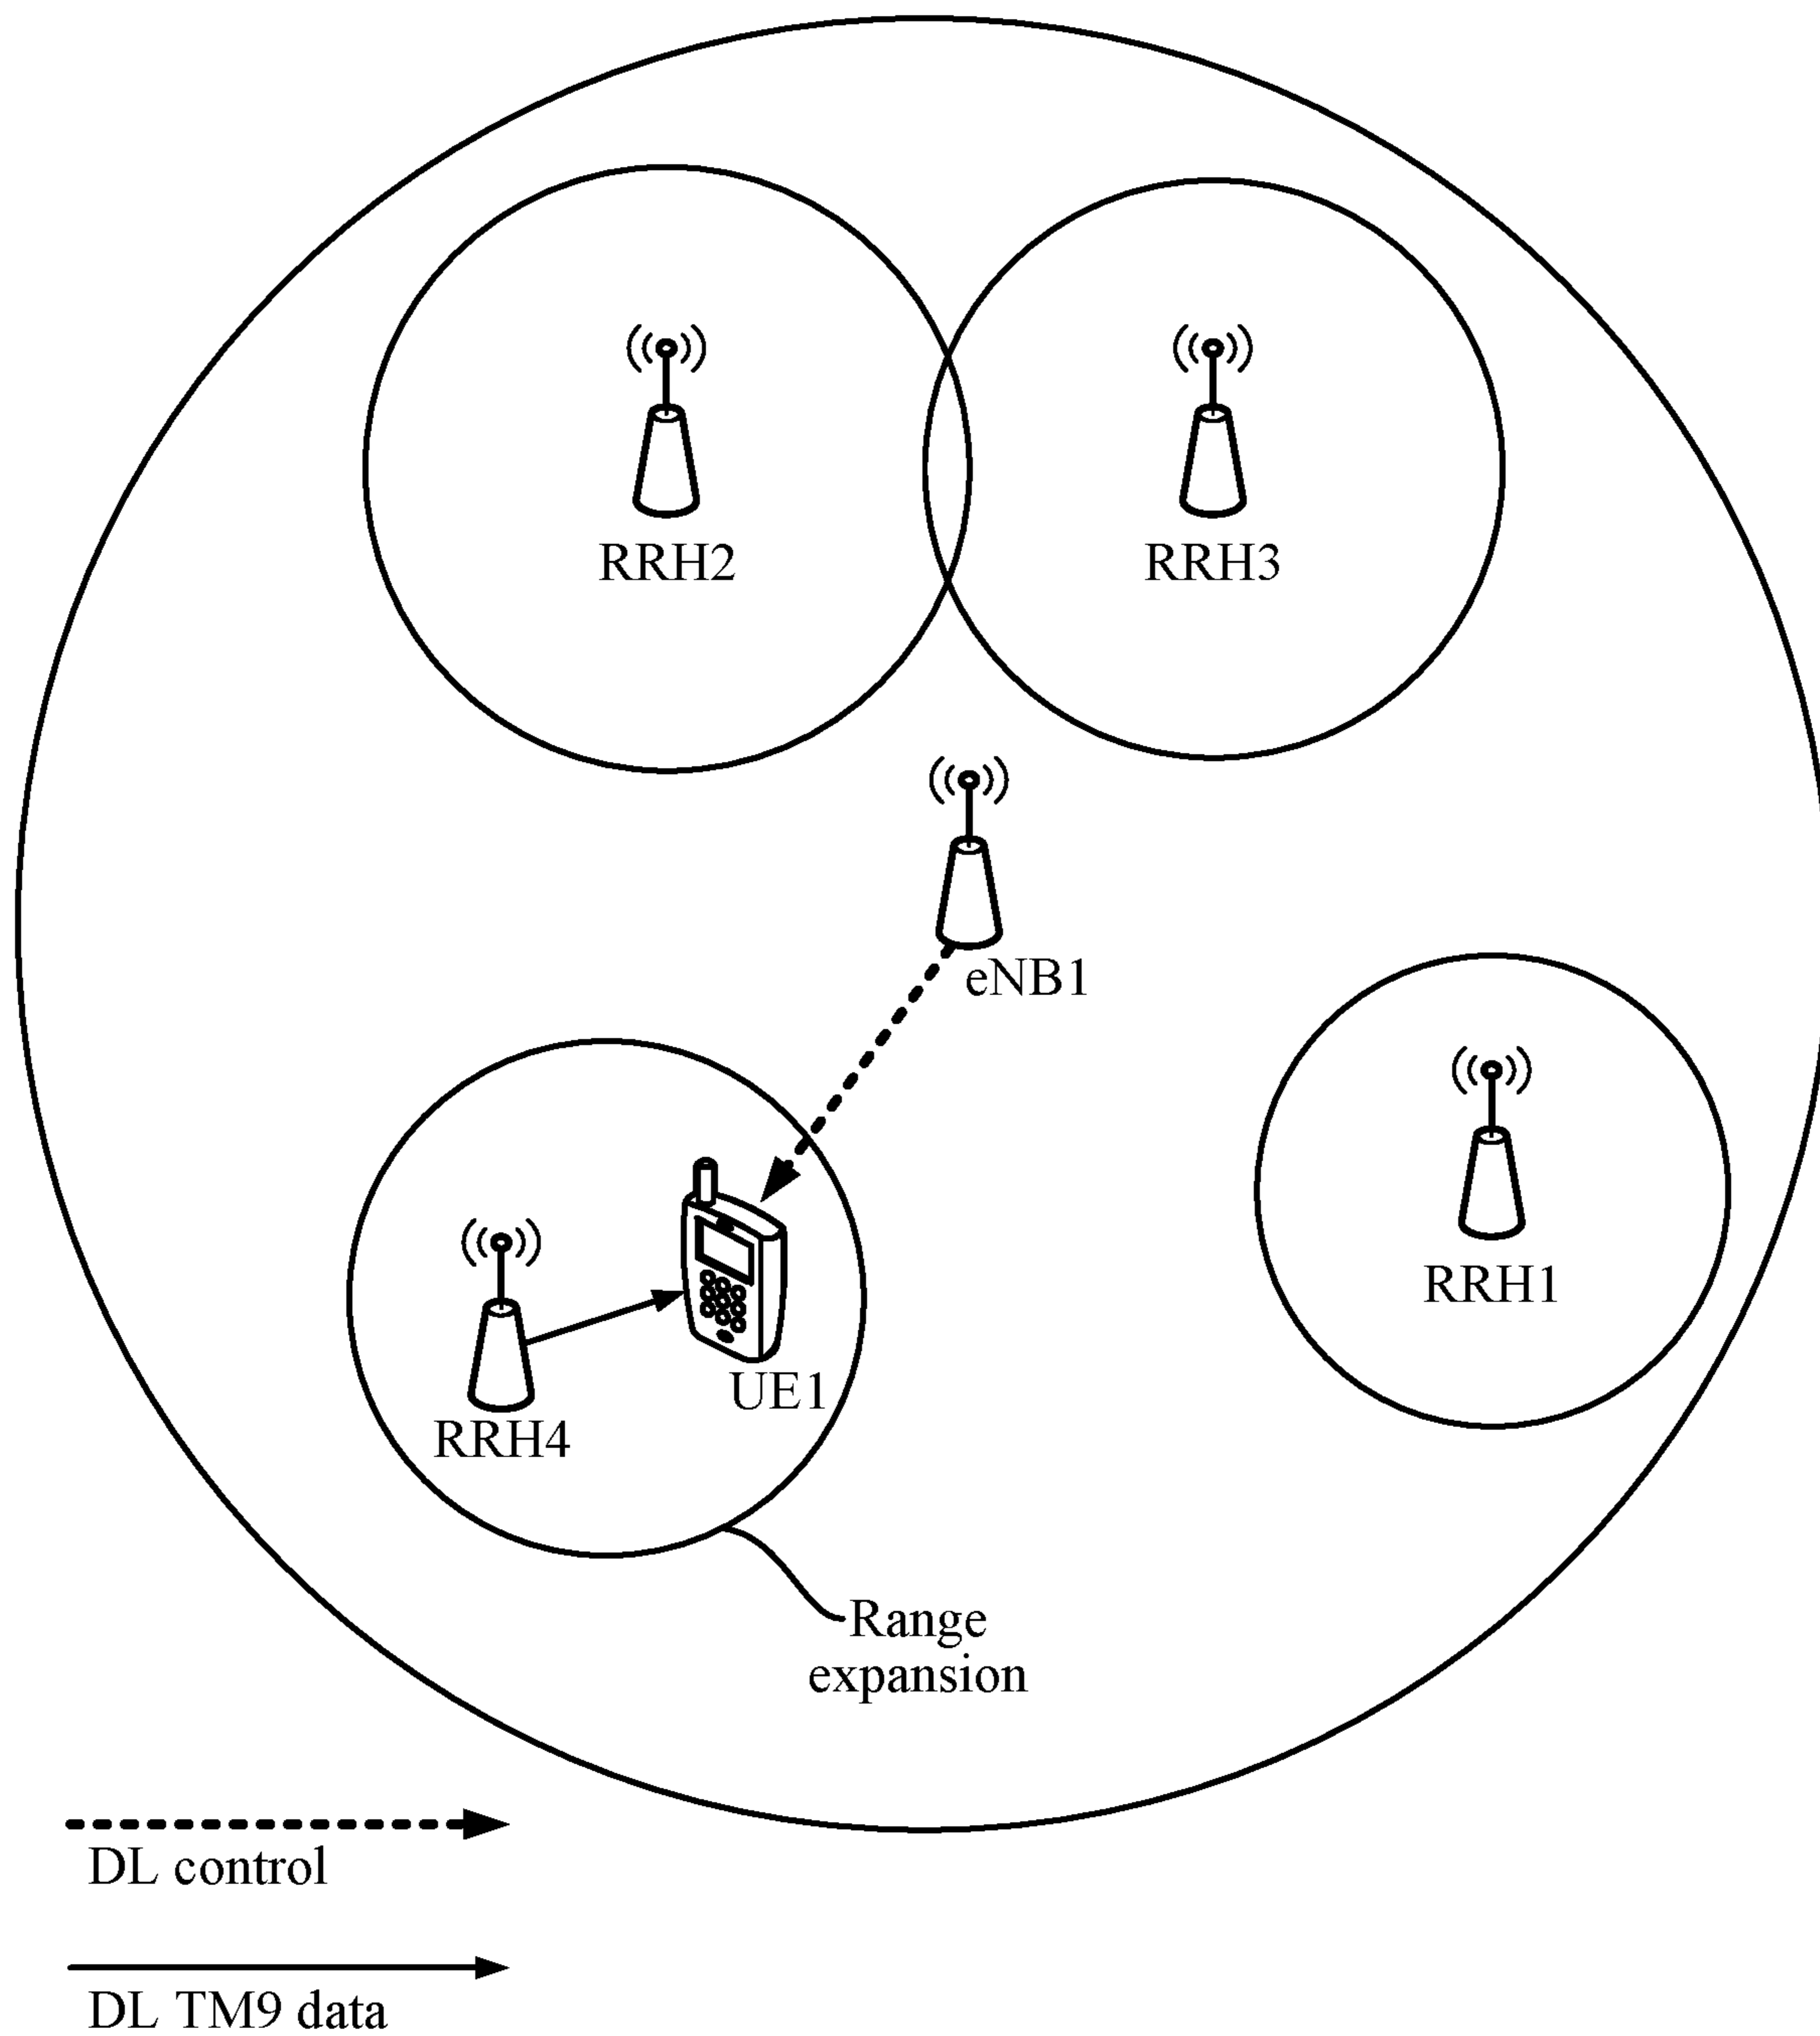 RRH2
RRH3
eNB1
RRH1
UE1
RRH4
Range
expansion
DL control
DL TM9 data